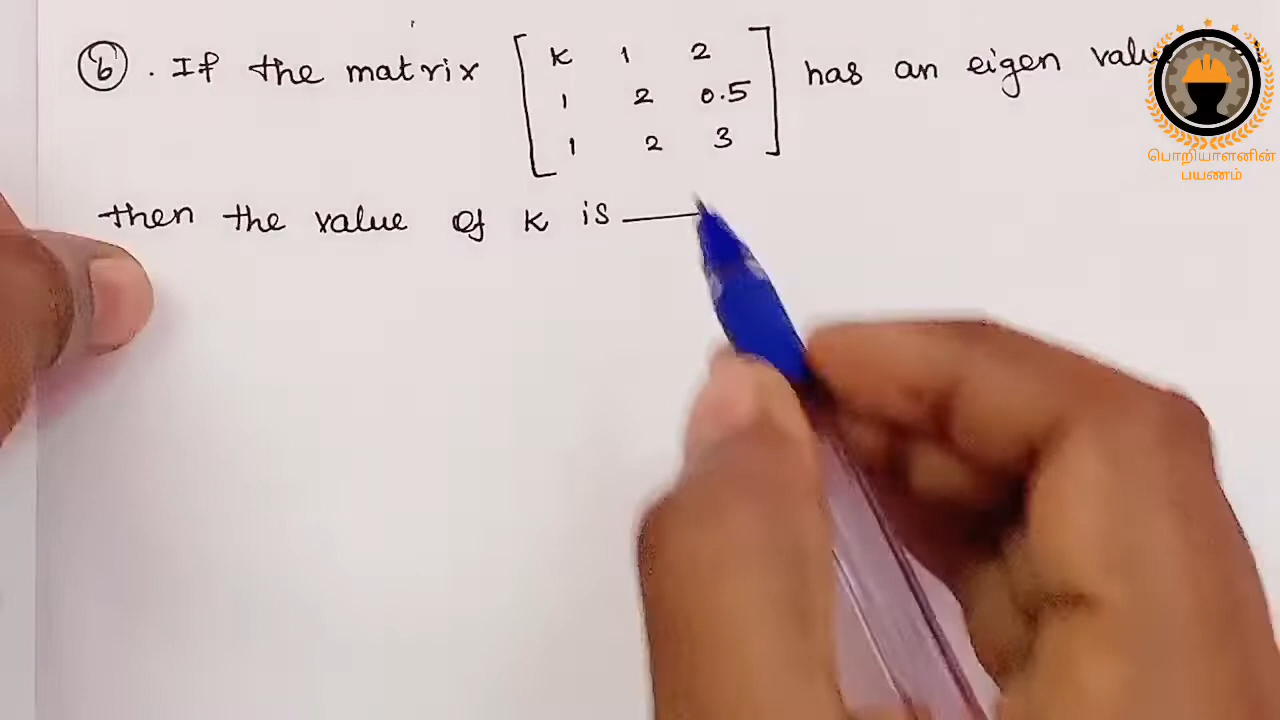 6. If the matrix [ k 1 2 has an eigen
1 2 0.5
1 2 3 ]
then the value of k is ____
பொறியாளனின்
பயணம்